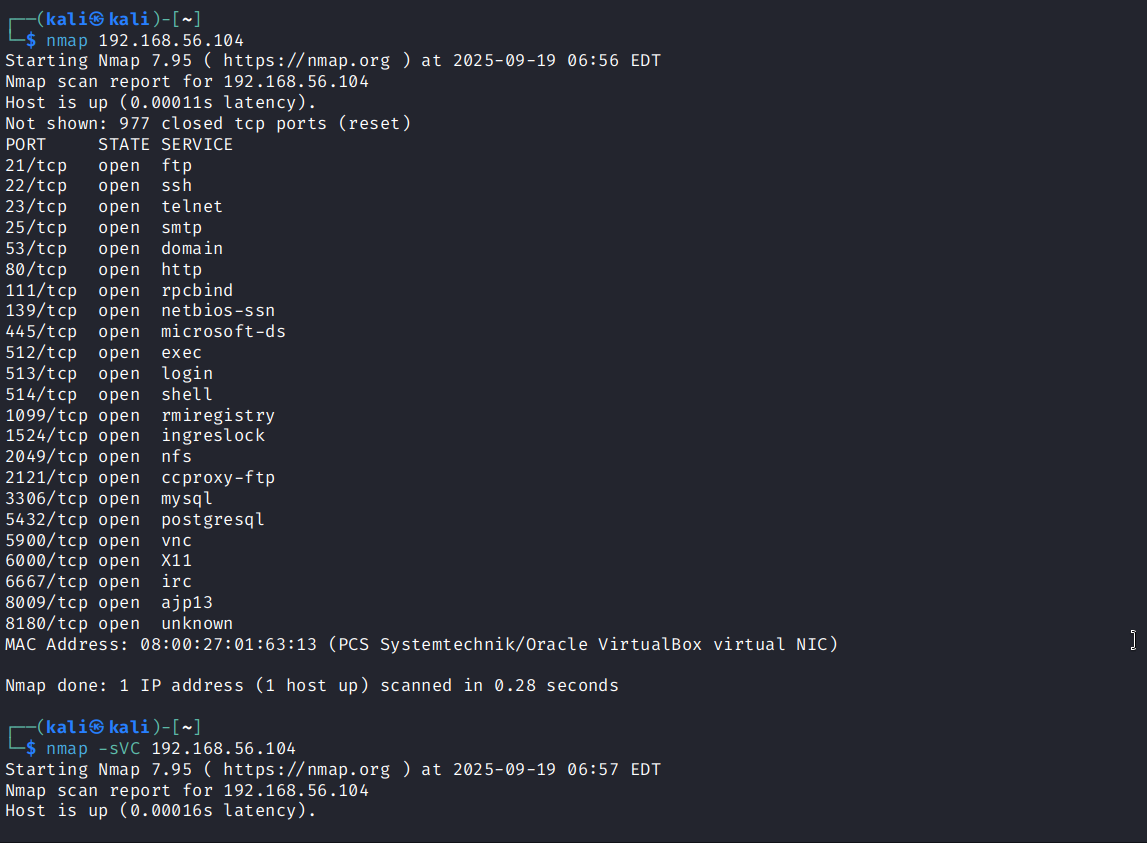 ┌──(kali㉿kali)-[~]
└─$ nmap 192.168.56.104
Starting Nmap 7.95 ( https://nmap.org ) at 2025-09-19 06:56 EDT
Nmap scan report for 192.168.56.104
Host is up (0.00011s latency).
Not shown: 977 closed tcp ports (reset)
PORT     STATE SERVICE
21/tcp   open  ftp
22/tcp   open  ssh
23/tcp   open  telnet
25/tcp   open  smtp
53/tcp   open  domain
80/tcp   open  http
111/tcp  open  rpcbind
139/tcp  open  netbios-ssn
445/tcp  open  microsoft-ds
512/tcp  open  exec
513/tcp  open  login
514/tcp  open  shell
1099/tcp open  rmiregistry
1524/tcp open  ingreslock
2049/tcp open  nfs
2121/tcp open  ccproxy-ftp
3306/tcp open  mysql
5432/tcp open  postgresql
5900/tcp open  vnc
6000/tcp open  X11
6667/tcp open  irc
8009/tcp open  ajp13
8180/tcp open  unknown
MAC Address: 08:00:27:01:63:13 (PCS Systemtechnik/Oracle VirtualBox virtual NIC)
Nmap done: 1 IP address (1 host up) scanned in 0.28 seconds
┌──(kali㉿kali)-[~]
└─$ nmap -sVC 192.168.56.104
Starting Nmap 7.95 ( https://nmap.org ) at 2025-09-19 06:57 EDT
Nmap scan report for 192.168.56.104
Host is up (0.00016s latency).